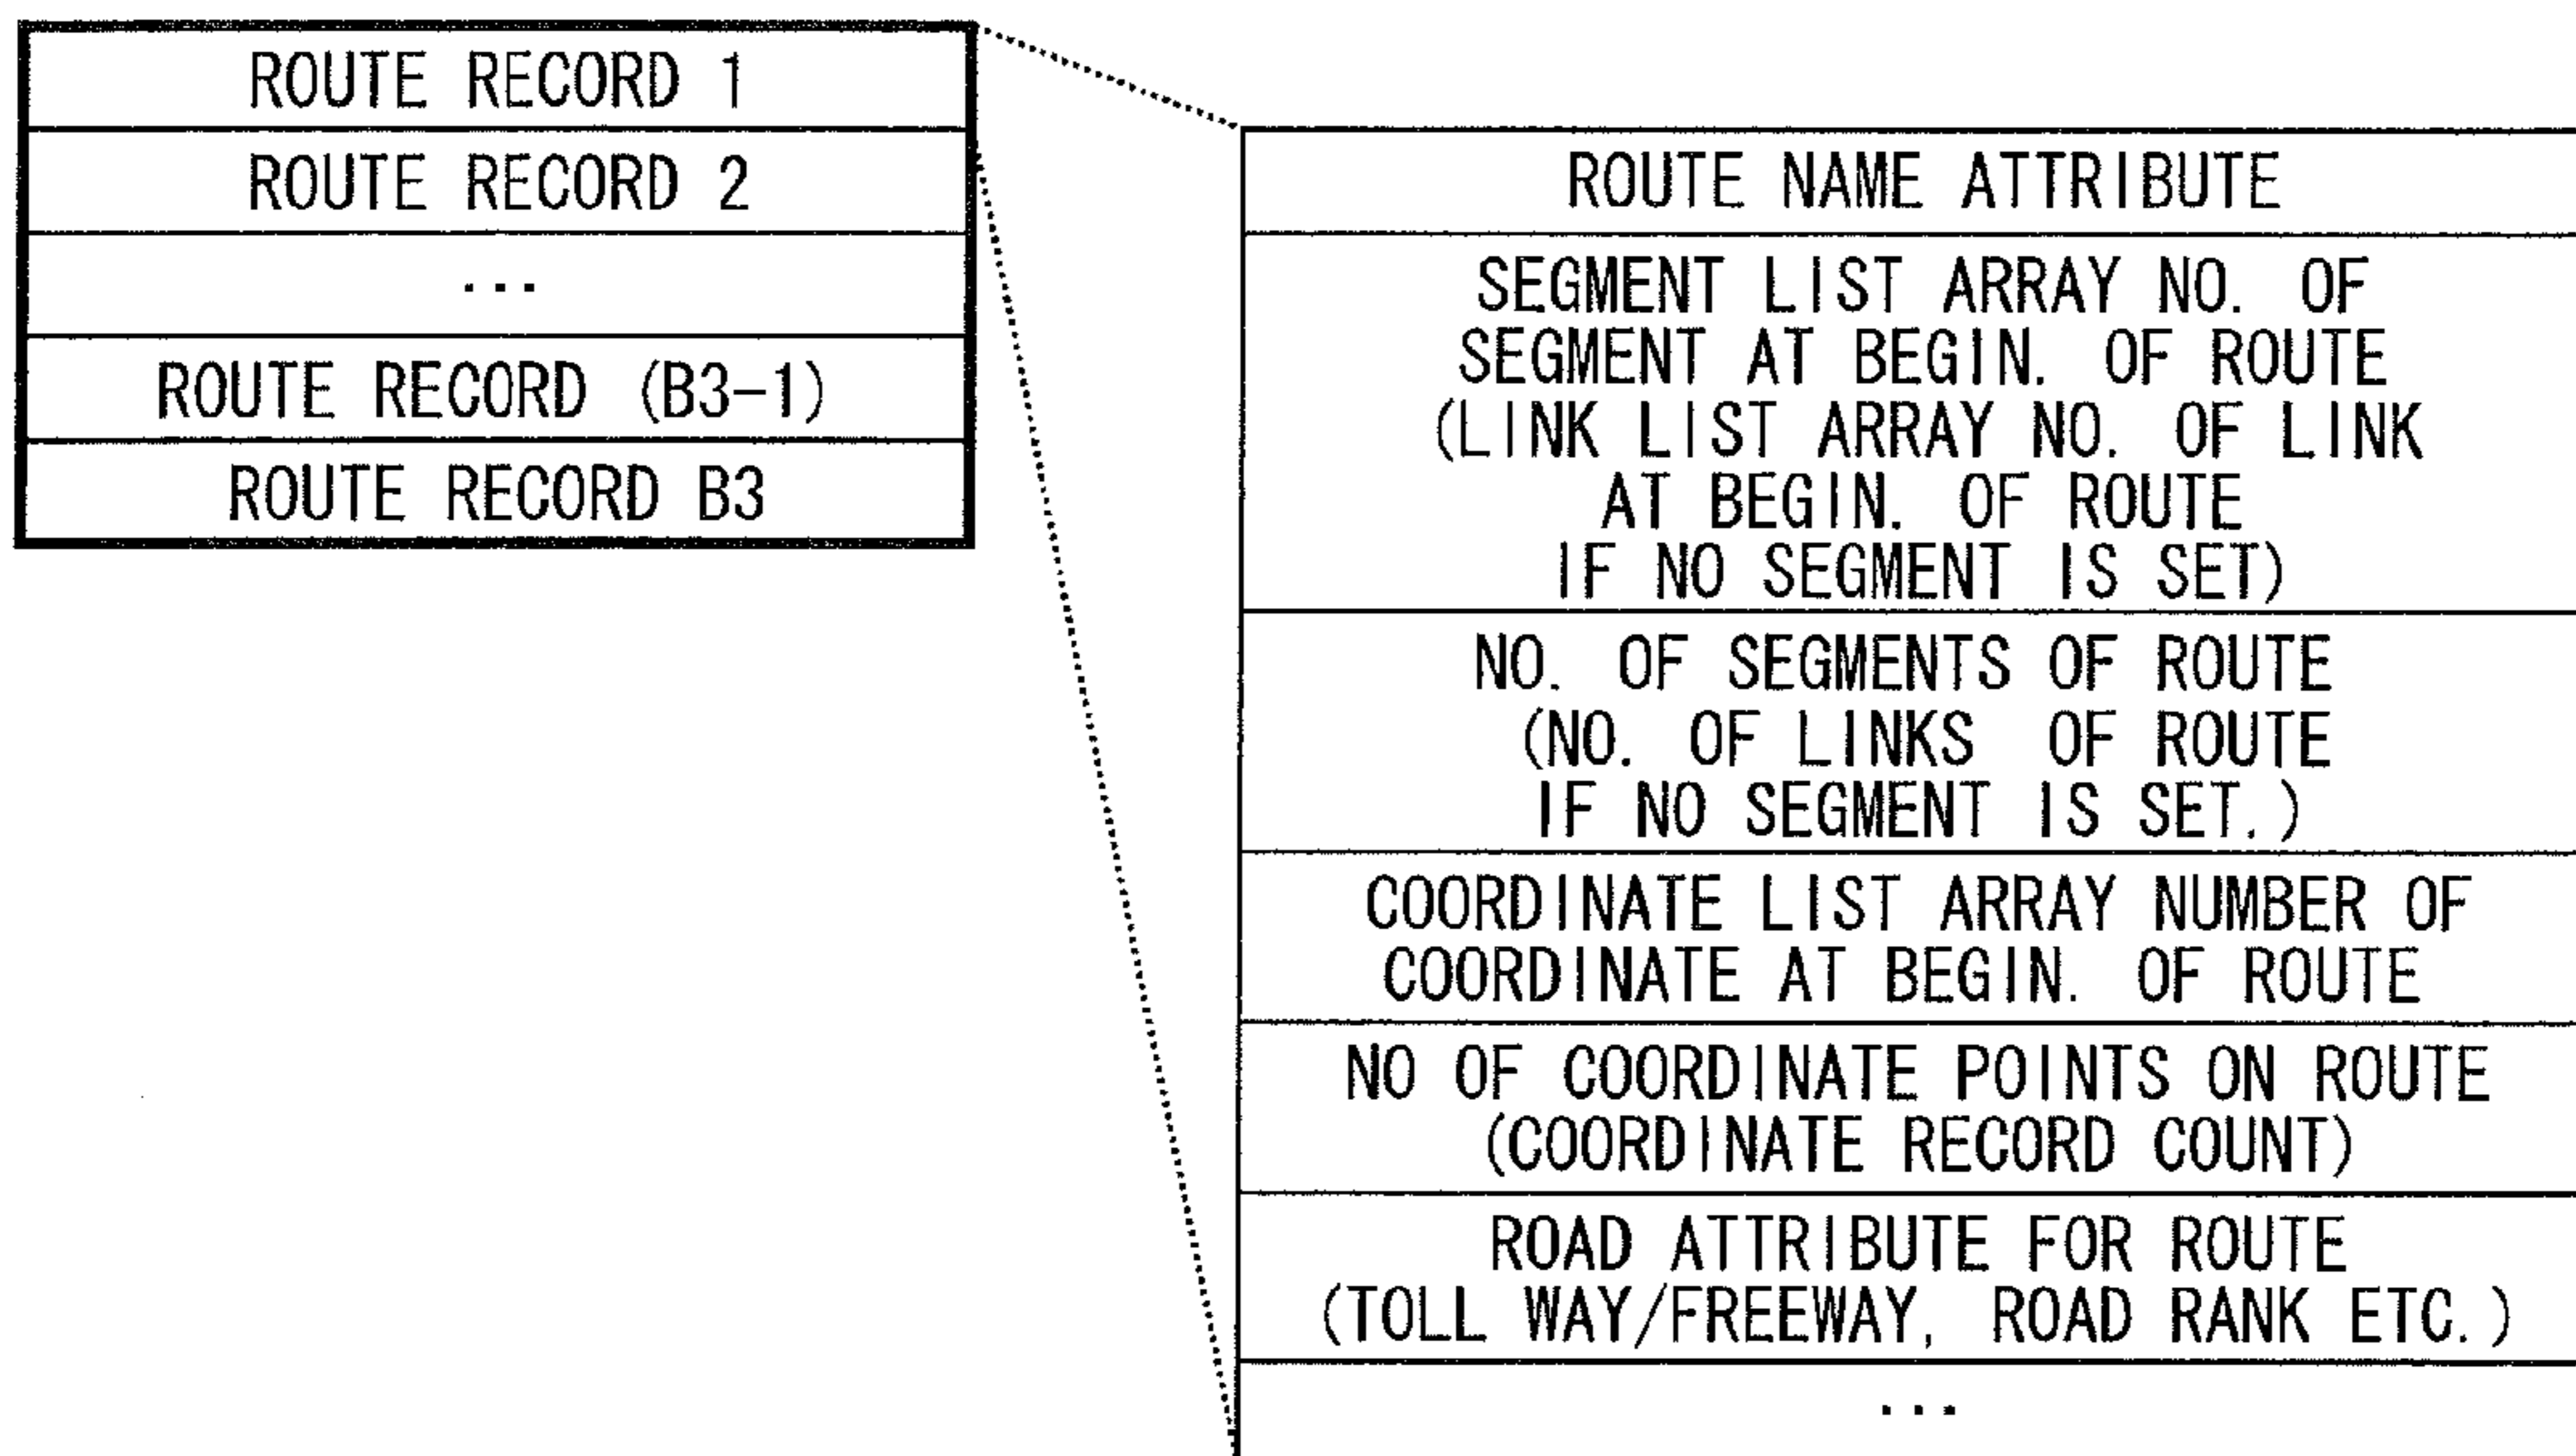 ROUTE RECORD 1
ROUTE RECORD 2
...
ROUTE RECORD (B3-1)
ROUTE RECORD B3
ROUTE NAME ATTRIBUTE
SEGMENT LIST ARRAY NO. OF
SEGMENT AT BEGIN. OF ROUTE
(LINK LIST ARRAY NO. OF LINK
AT BEGIN. OF ROUTE
IF NO SEGMENT IS SET)
NO. OF SEGMENTS OF ROUTE
(NO. OF LINKS OF ROUTE
IF NO SEGMENT IS SET.)
COORDINATE LIST ARRAY NUMBER OF
COORDINATE AT BEGIN. OF ROUTE
NO OF COORDINATE POINTS ON ROUTE
(COORDINATE RECORD COUNT)
ROAD ATTRIBUTE FOR ROUTE
(TOLL WAY/FREEWAY, ROAD RANK ETC.)
...